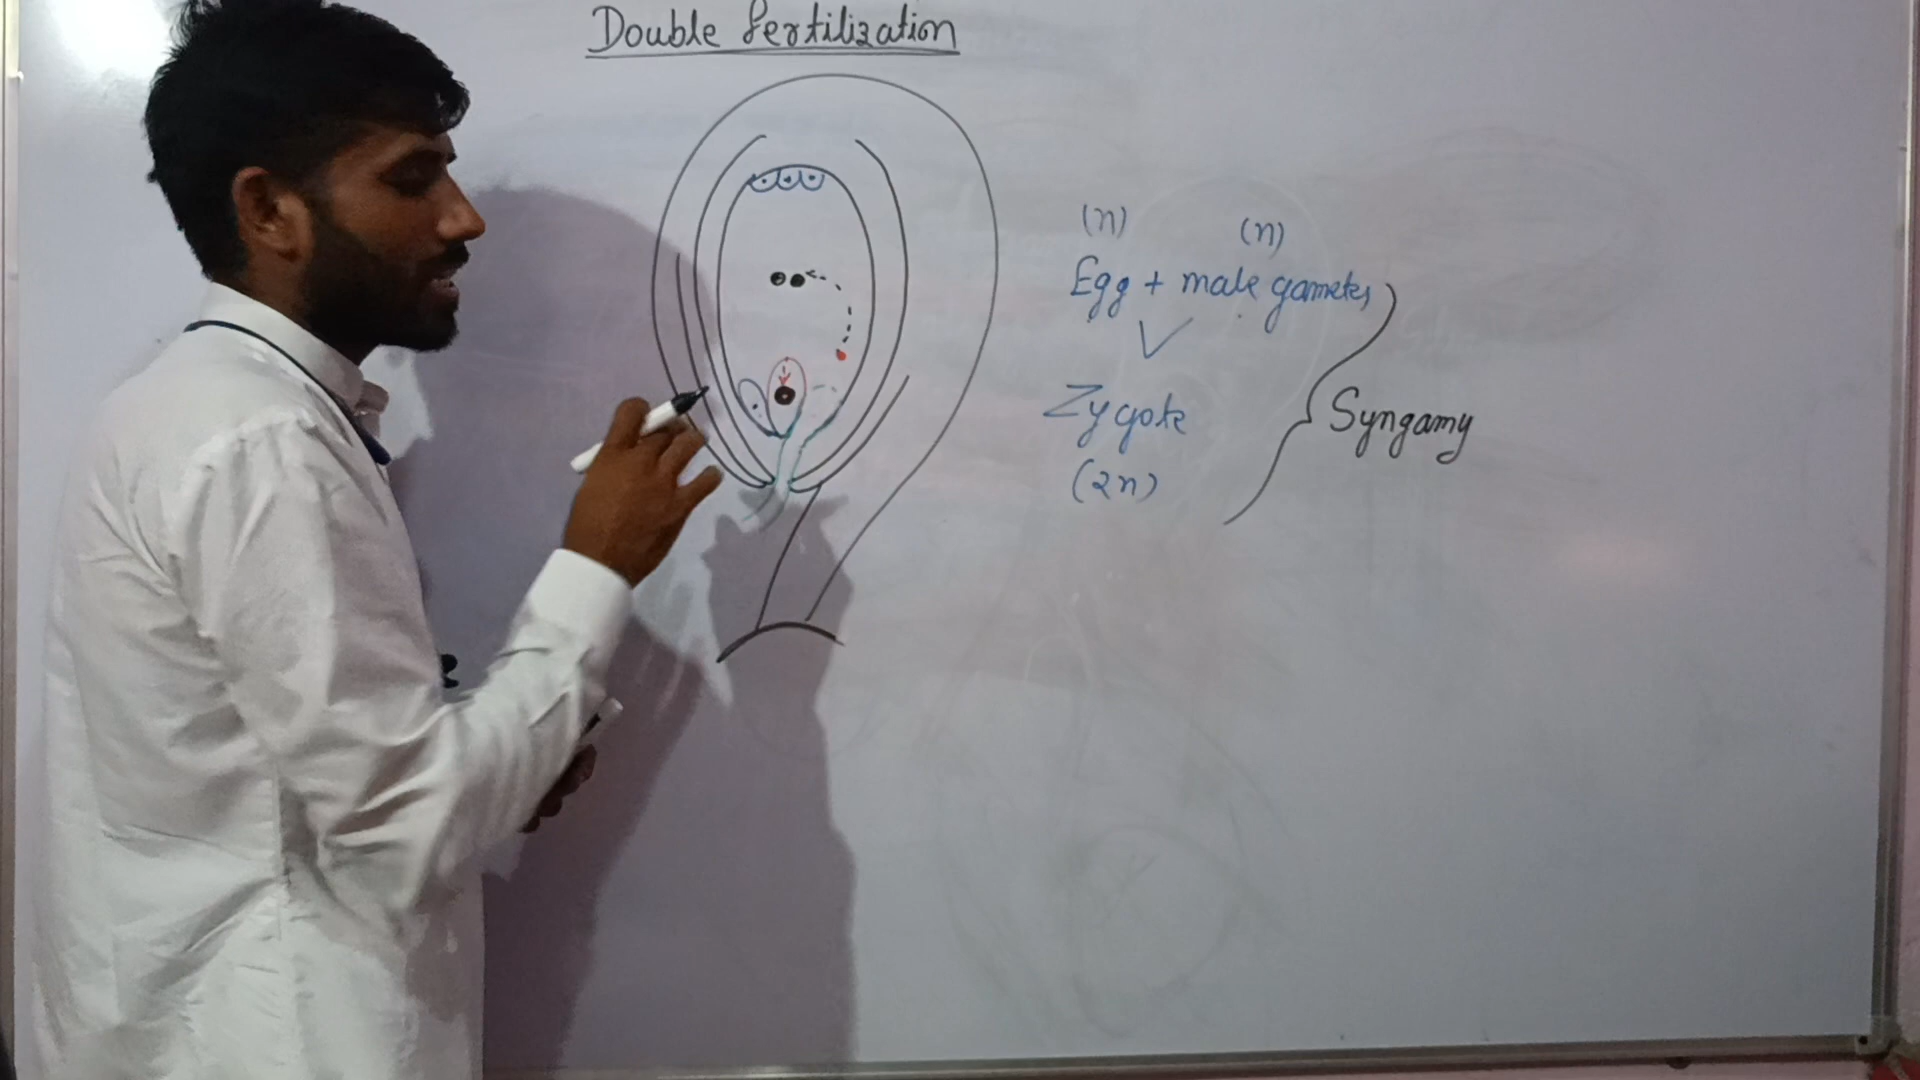 Double fertilization
(n) (n)
Egg + male gametes
Zygote
(2n)
Syngamy